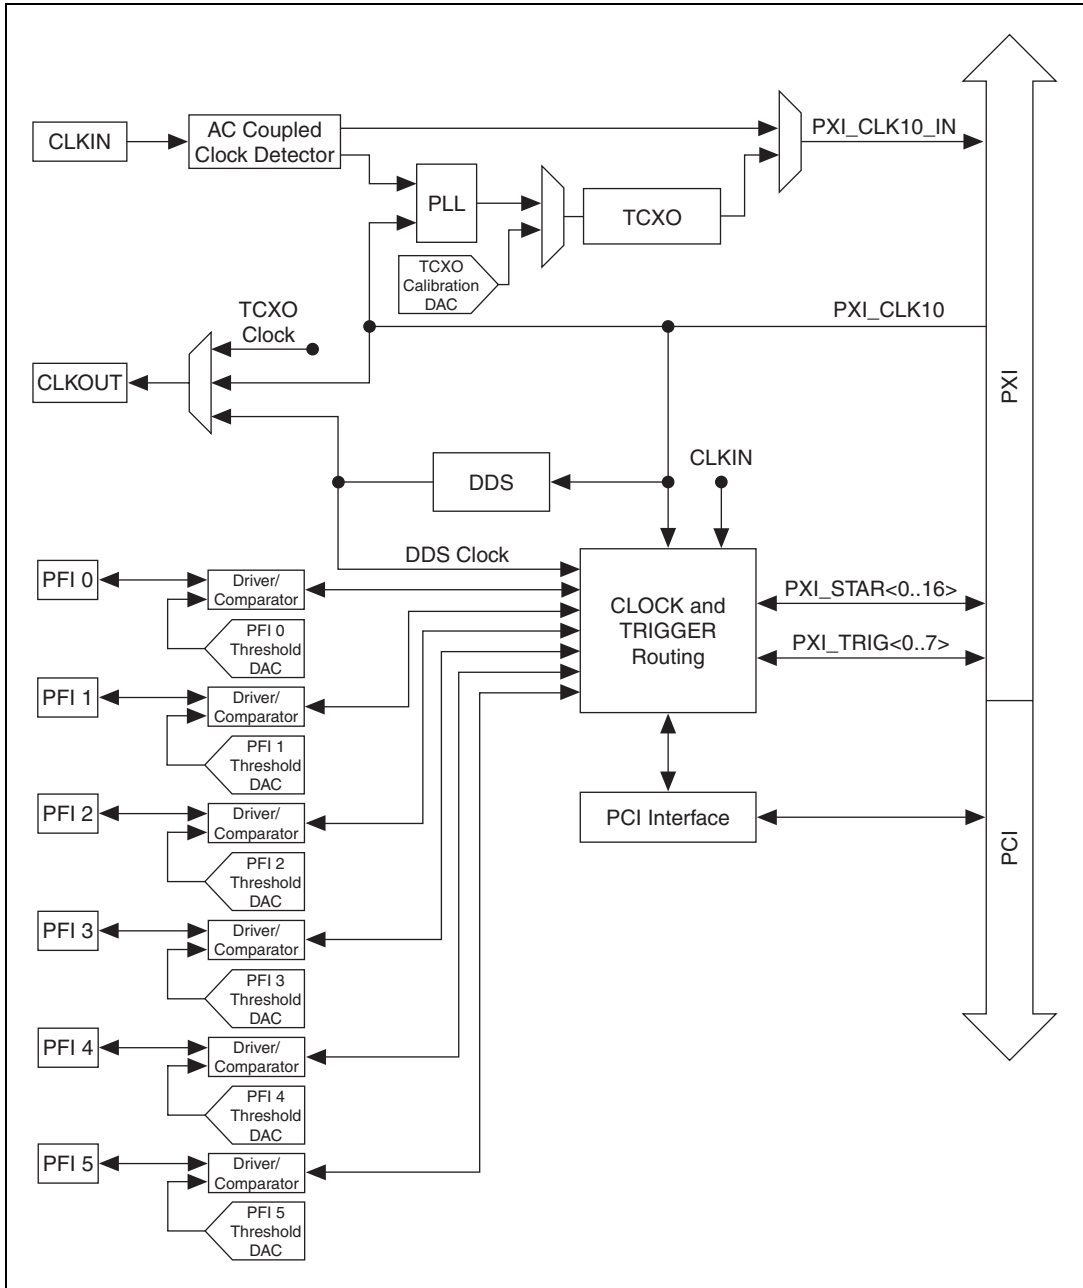 CLKIN
AC Coupled
Clock Detector
PXI_CLK10_IN
PLL
TCXO
TCXO
Calibration
DAC
TCXO
Clock
PXI_CLK10
CLKOUT
PXI
DDS
CLKIN
DDS Clock
PFI 0
Driver/
Comparator
PFI 0
Threshold
DAC
CLOCK and
TRIGGER
Routing
PXI_STAR<0..16>
PXI_TRIG<0..7>
PFI 1
Driver/
Comparator
PFI 1
Threshold
DAC
PFI 2
Driver/
Comparator
PFI 2
Threshold
DAC
PCI Interface
PCI
PFI 3
Driver/
Comparator
PFI 3
Threshold
DAC
PFI 4
Driver/
Comparator
PFI 4
Threshold
DAC
PFI 5
Driver/
Comparator
PFI 5
Threshold
DAC